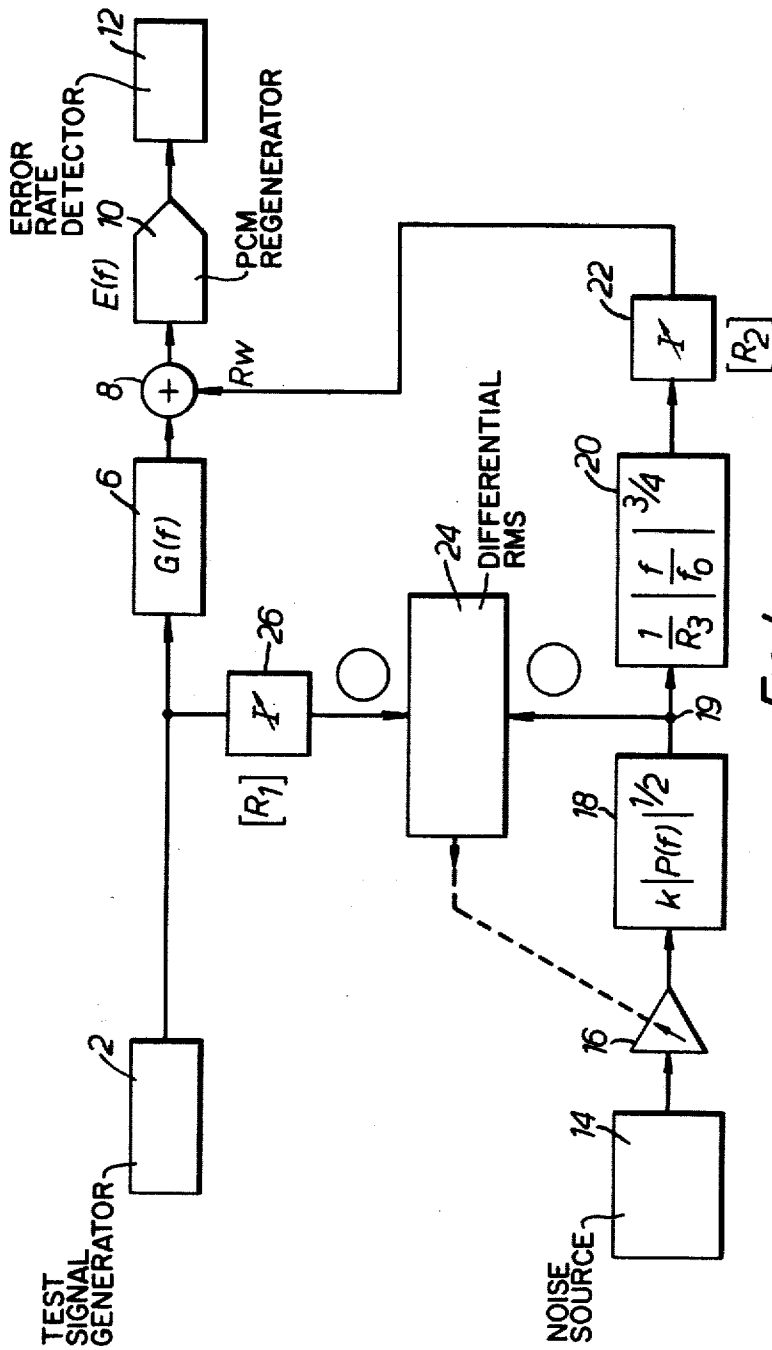 TEST
SIGNAL
GENERATOR
2
G(f)
6
8
+
RW
E(f)
10
PCM
REGENERATOR
ERROR
RATE
DETECTOR
12
[R1]
26
24
DIFFERENTIAL
RMS
NOISE
SOURCE
14
16
18
k|P(f)|^1/2
19
20
1/R3 |f/f0|^3/4
22
[R2]